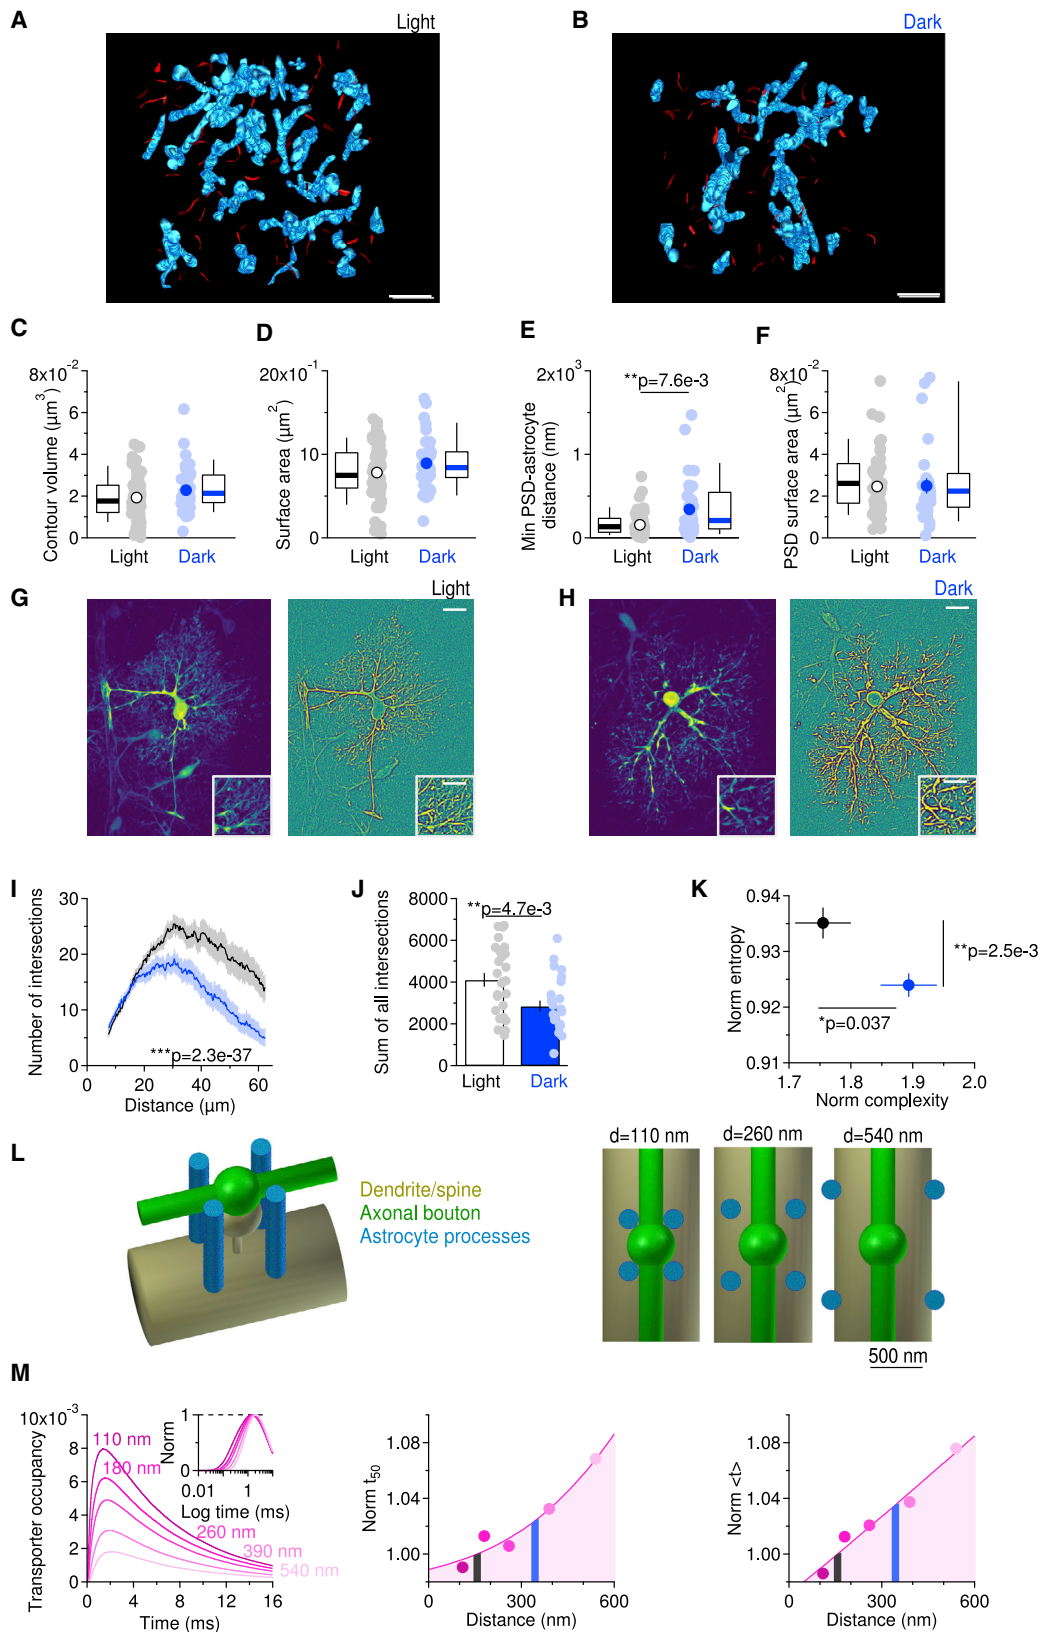 A
Light
B
Dark
C
8x10⁻²
6
4
2
0
Contour volume (µm³)
Light
Dark
D
20x10⁻¹
10
0
Surface area (µm²)
Light
Dark
E
2x10³
1
0
Min PSD-astrocyte
distance (nm)
**p=7.6e-3
Light
Dark
F
8x10⁻²
6
4
2
0
PSD surface area (µm²)
Light
Dark
G
Light
H
Dark
I
30
20
10
0
Number of intersections
***p=2.3e-37
0
20
40
60
Distance (µm)
J
8000
6000
4000
2000
0
Sum of all intersections
**p=4.7e-3
Light
Dark
K
0.94
0.93
0.92
0.91
Norm entropy
**p=2.5e-3
*p=0.037
1.7
1.8
1.9
2.0
Norm complexity
L
Dendrite/spine
Axonal bouton
Astrocyte processes
d=110 nm
d=260 nm
d=540 nm
500 nm
M
10x10⁻³
8
6
4
2
0
Transporter occupancy
110 nm
180 nm
260 nm
390 nm
540 nm
1
0
Norm
0.01
1
Log time (ms)
0
4
8
12
16
Time (ms)
1.08
1.04
1.00
Norm t₅₀
0
300
600
Distance (nm)
1.08
1.04
1.00
Norm <t>
0
300
600
Distance (nm)